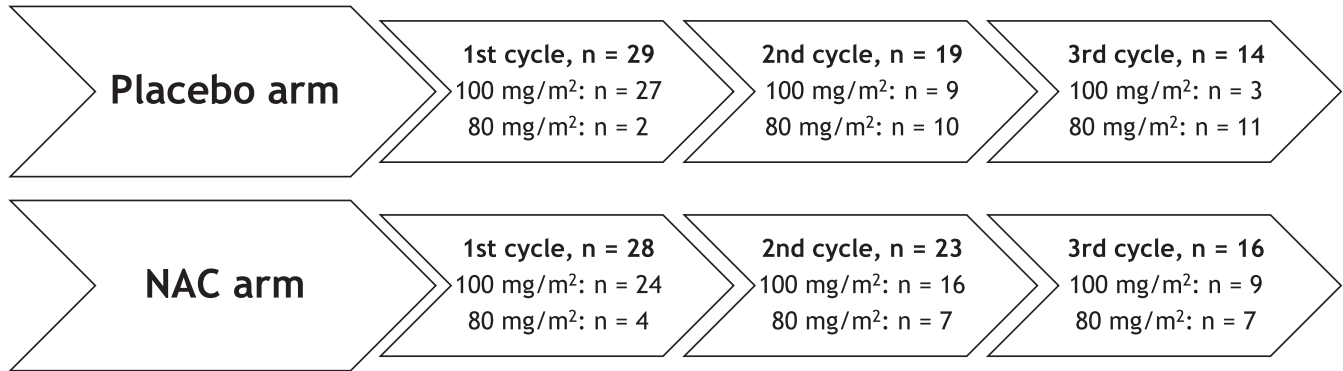 Placebo arm
1st cycle, n = 29
100 mg/m²: n = 27
80 mg/m²: n = 2
2nd cycle, n = 19
100 mg/m²: n = 9
80 mg/m²: n = 10
3rd cycle, n = 14
100 mg/m²: n = 3
80 mg/m²: n = 11
NAC arm
1st cycle, n = 28
100 mg/m²: n = 24
80 mg/m²: n = 4
2nd cycle, n = 23
100 mg/m²: n = 16
80 mg/m²: n = 7
3rd cycle, n = 16
100 mg/m²: n = 9
80 mg/m²: n = 7